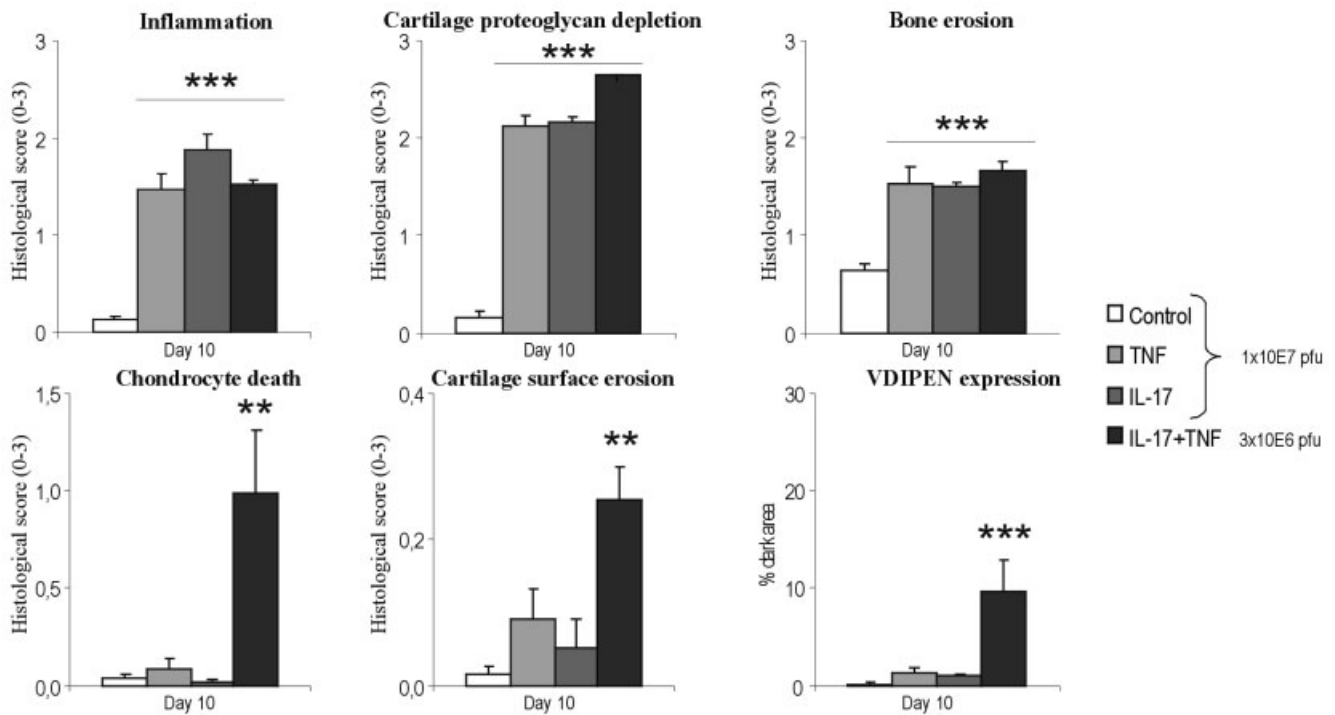 Inflammation
Histological score (0-3)
3
2
1
0
***
Day 10
Cartilage proteoglycan depletion
Histological score (0-3)
3
2
1
0
***
Day 10
Bone erosion
Histological score (0-3)
3
2
1
0
***
Day 10
Chondrocyte death
Histological score (0-3)
1,5
1,0
0,5
0,0
**
Day 10
Cartilage surface erosion
Histological score (0-3)
0,4
0,2
0,0
**
Day 10
VDIPEN expression
% dark area
30
20
10
0
***
Day 10
Control
TNF
1x10E7 pfu
IL-17
IL-17+TNF 3x10E6 pfu